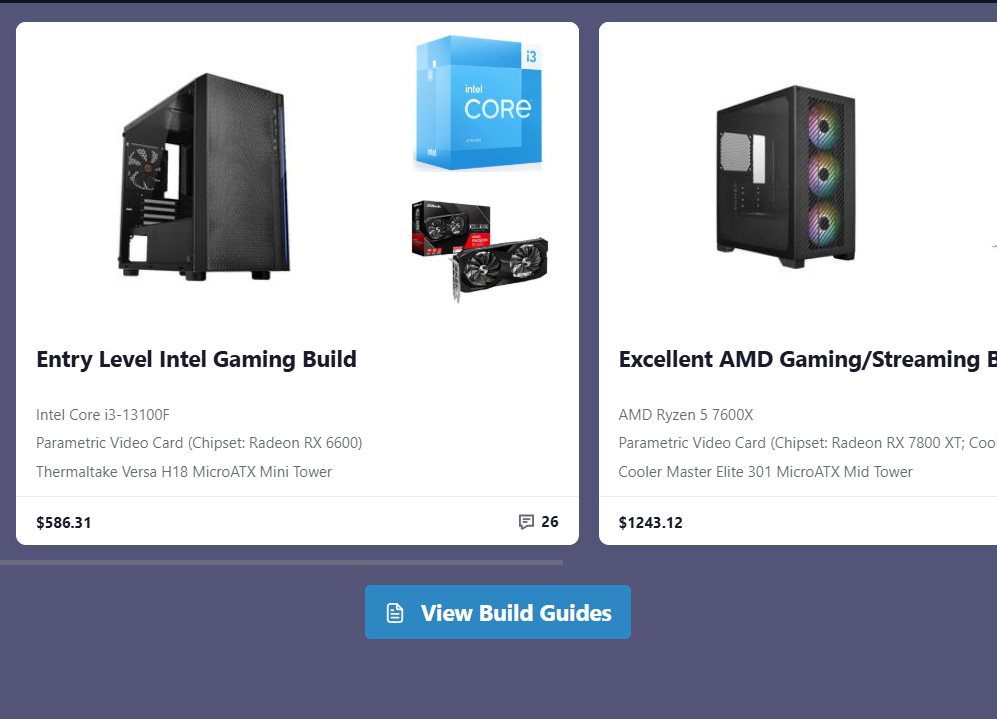 i3
intel
CORE
intel
Entry Level Intel Gaming Build
Intel Core i3-13100F
Parametric Video Card (Chipset: Radeon RX 6600)
Thermaltake Versa H18 MicroATX Mini Tower
$586.31
26
Excellent AMD Gaming/Streaming B
AMD Ryzen 5 7600X
Parametric Video Card (Chipset: Radeon RX 7800 XT; Coo
Cooler Master Elite 301 MicroATX Mid Tower
$1243.12
View Build Guides